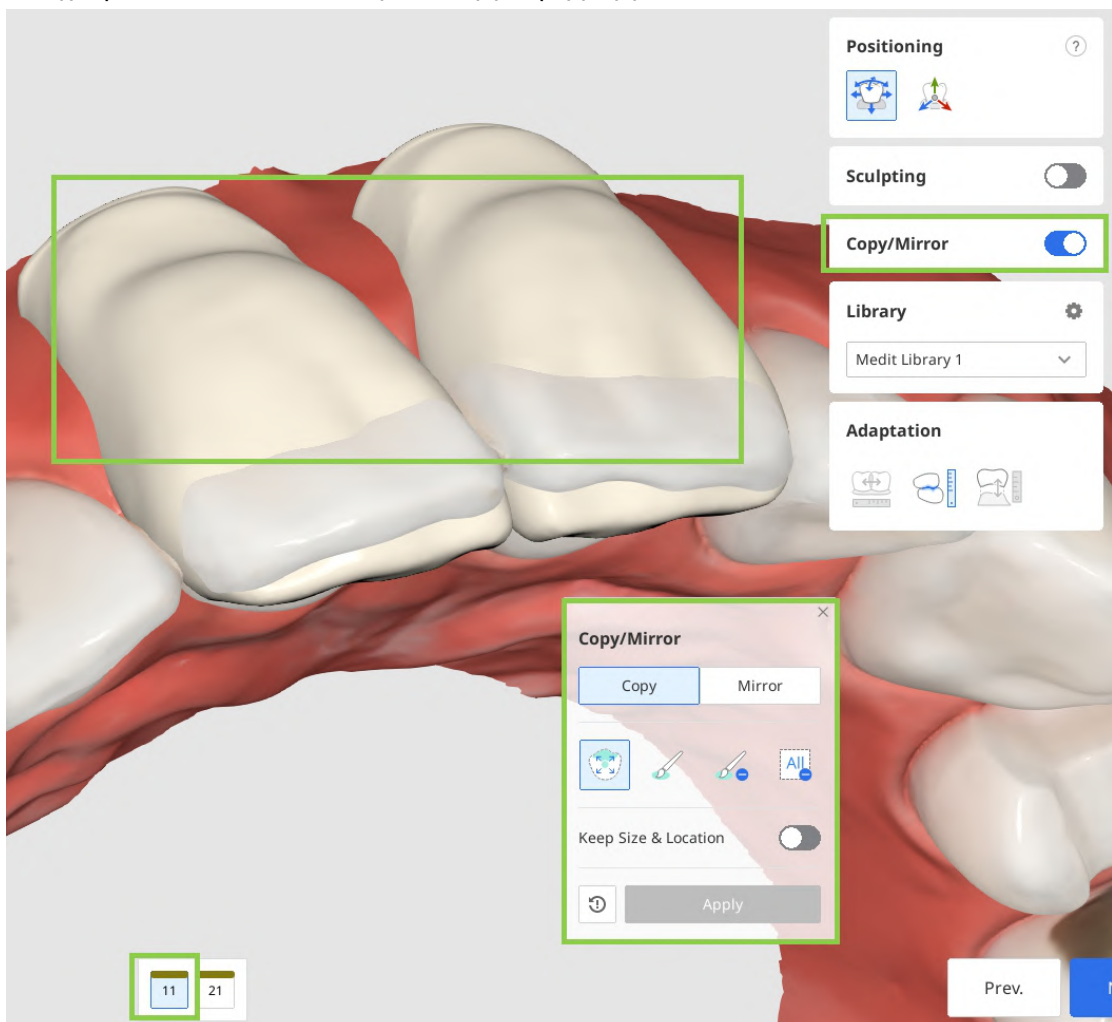 Positioning
?
Sculpting
Copy/Mirror
Library
Medit Library 1
Adaptation
Copy/Mirror
Copy Mirror
All
Keep Size & Location
Apply
11 21
Prev.